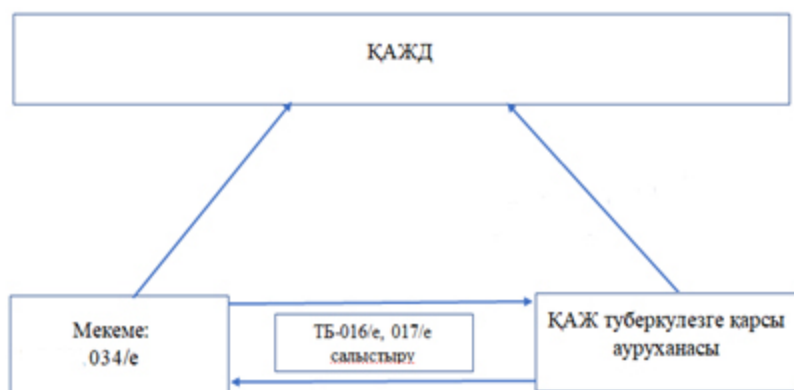 ҚАЖД
Мекеме:
034/е
ТБ-016/е, 017/е
салыстыру
ҚАЖ туберкулезге қарсы
ауруханасы